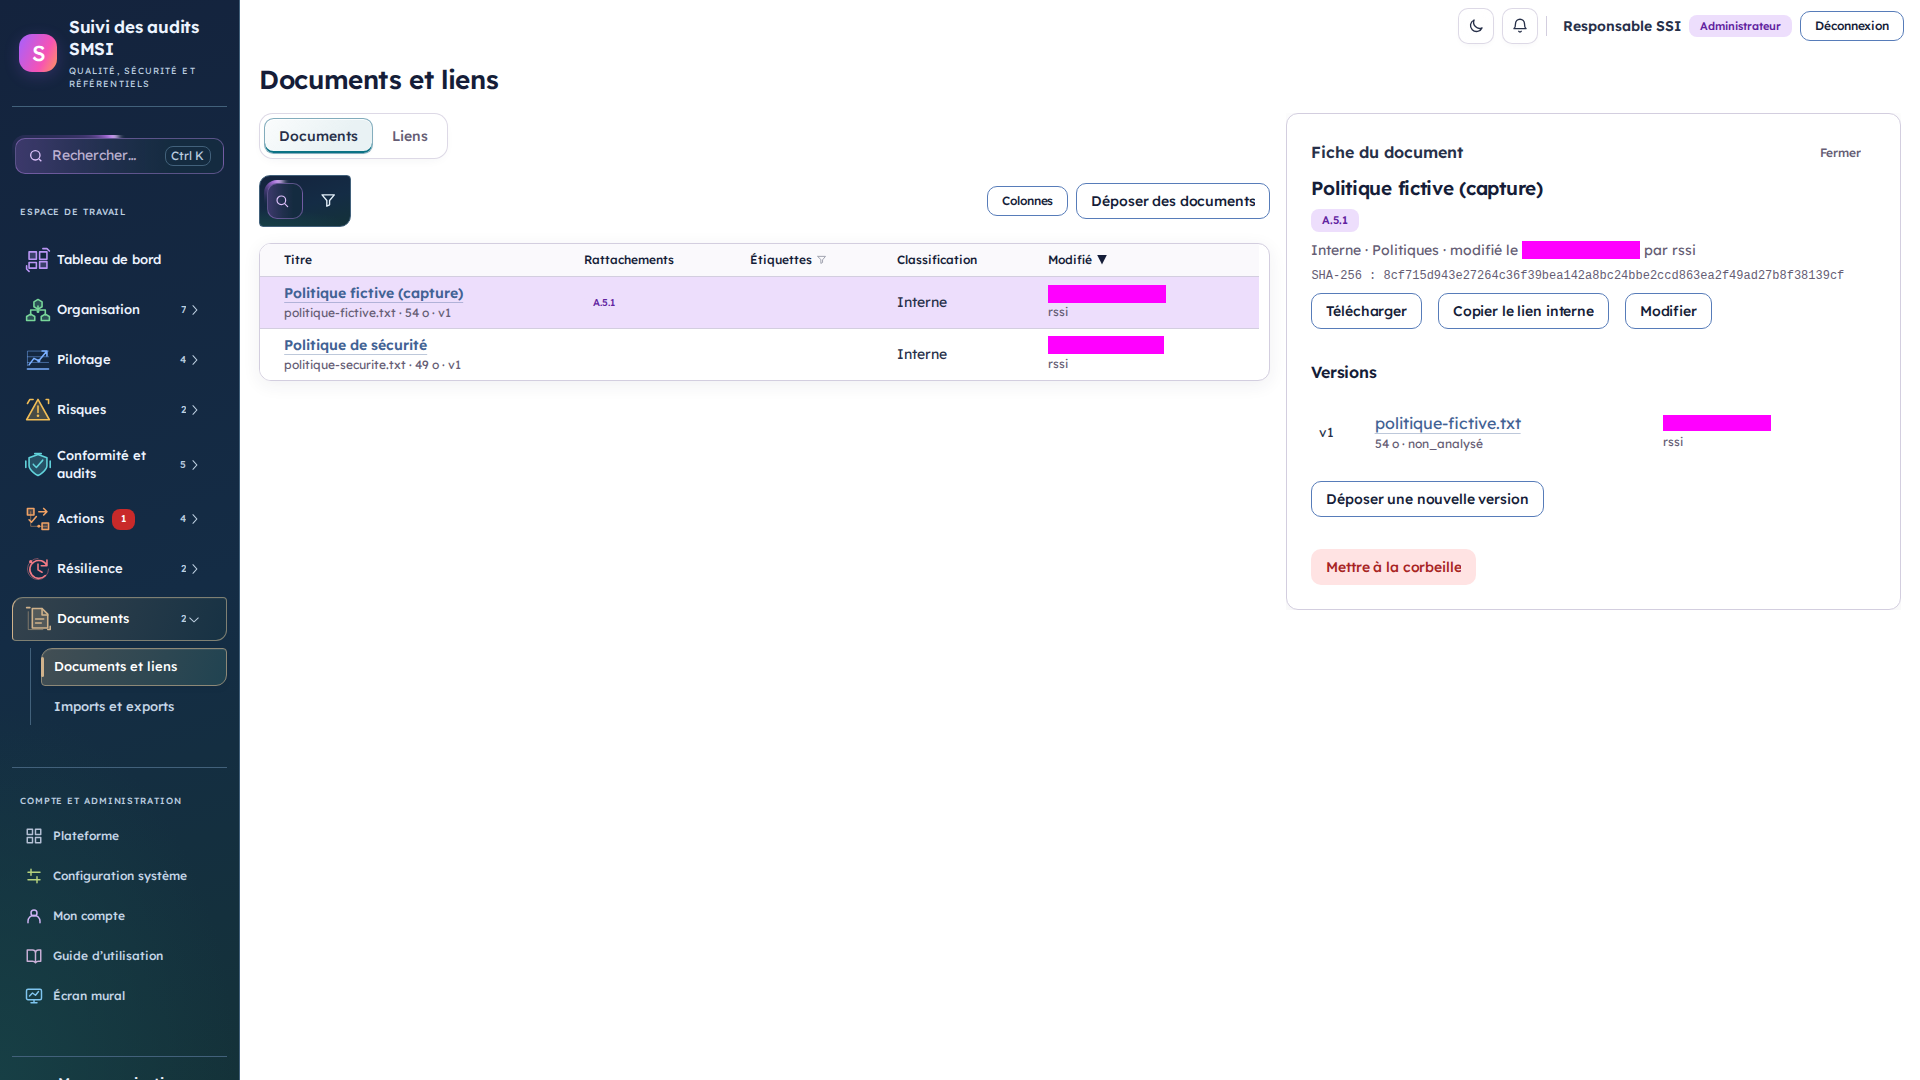 S
Suivi des audits
SMSI
QUALITÉ, SÉCURITÉ ET
RÉFÉRENTIELS
Rechercher... Ctrl K
ESPACE DE TRAVAIL
Tableau de bord
Organisation 7
Pilotage 4
Risques 2
Conformité et
audits 5
Actions 1 4
Résilience 2
Documents 2
Documents et liens
Imports et exports
COMPTE ET ADMINISTRATION
Plateforme
Configuration système
Mon compte
Guide d'utilisation
Écran mural
Responsable SSI Administrateur Déconnexion
Documents et liens
Documents Liens
Colonnes Déposer des documents
Titre Rattachements Étiquettes Classification Modifié ▼
Politique fictive (capture) A.5.1 Interne
politique-fictive.txt · 54 o · v1 rssi
Politique de sécurité Interne
politique-securite.txt · 49 o · v1 rssi
Fiche du document Fermer
Politique fictive (capture)
A.5.1
Interne · Politiques · modifié le par rssi
SHA-256 : 8cf715d943e27264c36f39bea142a8bc24bbe2ccd863ea2f49ad27b8f38139cf
Télécharger Copier le lien interne Modifier
Versions
v1 politique-fictive.txt
54 o · non_analysé rssi
Déposer une nouvelle version
Mettre à la corbeille